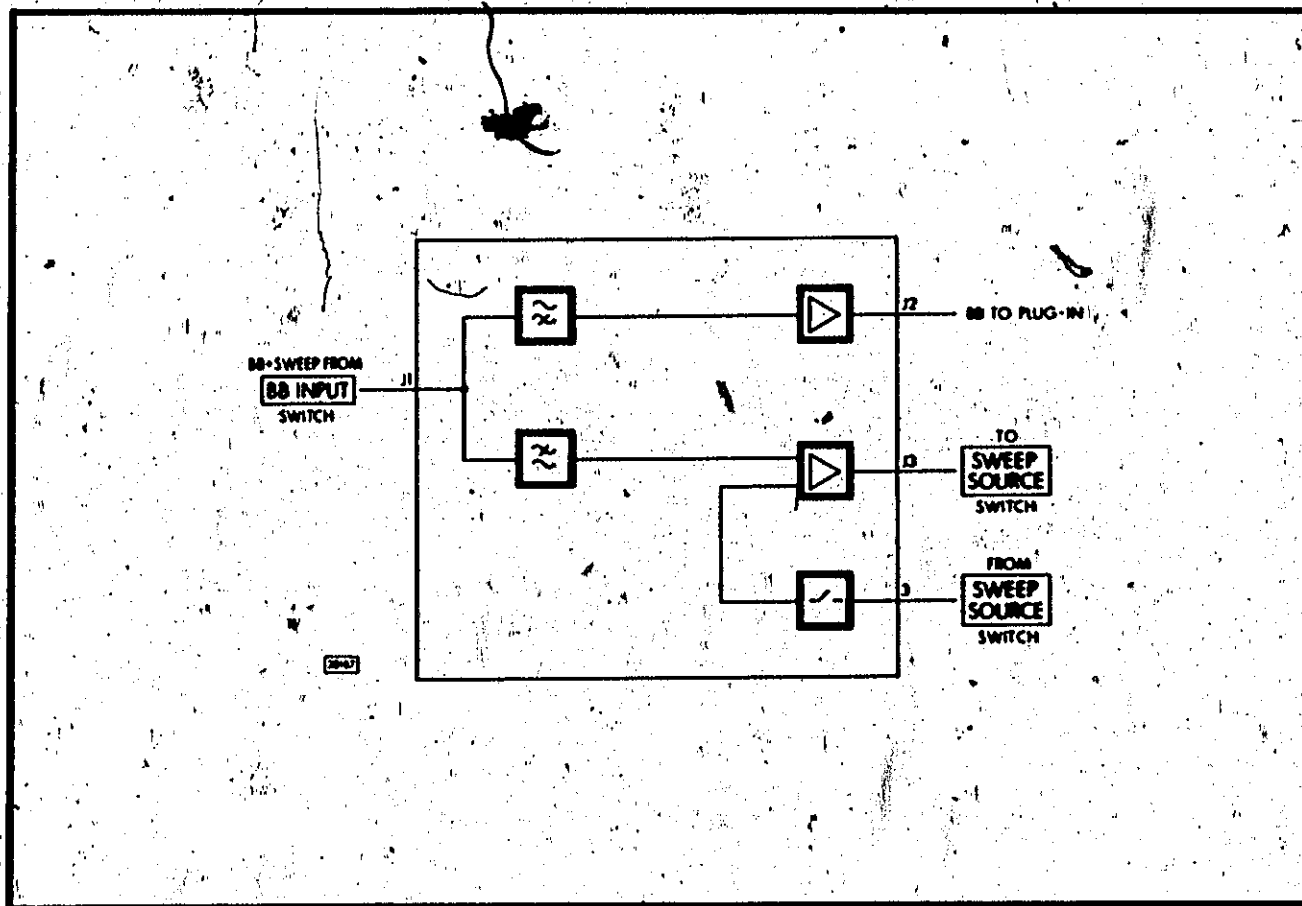 BB+SWEEP FROM
BB INPUT
SWITCH
J1
J2
BB TO PLUG-IN
J3
TO
SWEEP
SOURCE
SWITCH
FROM
SWEEP
SOURCE
SWITCH